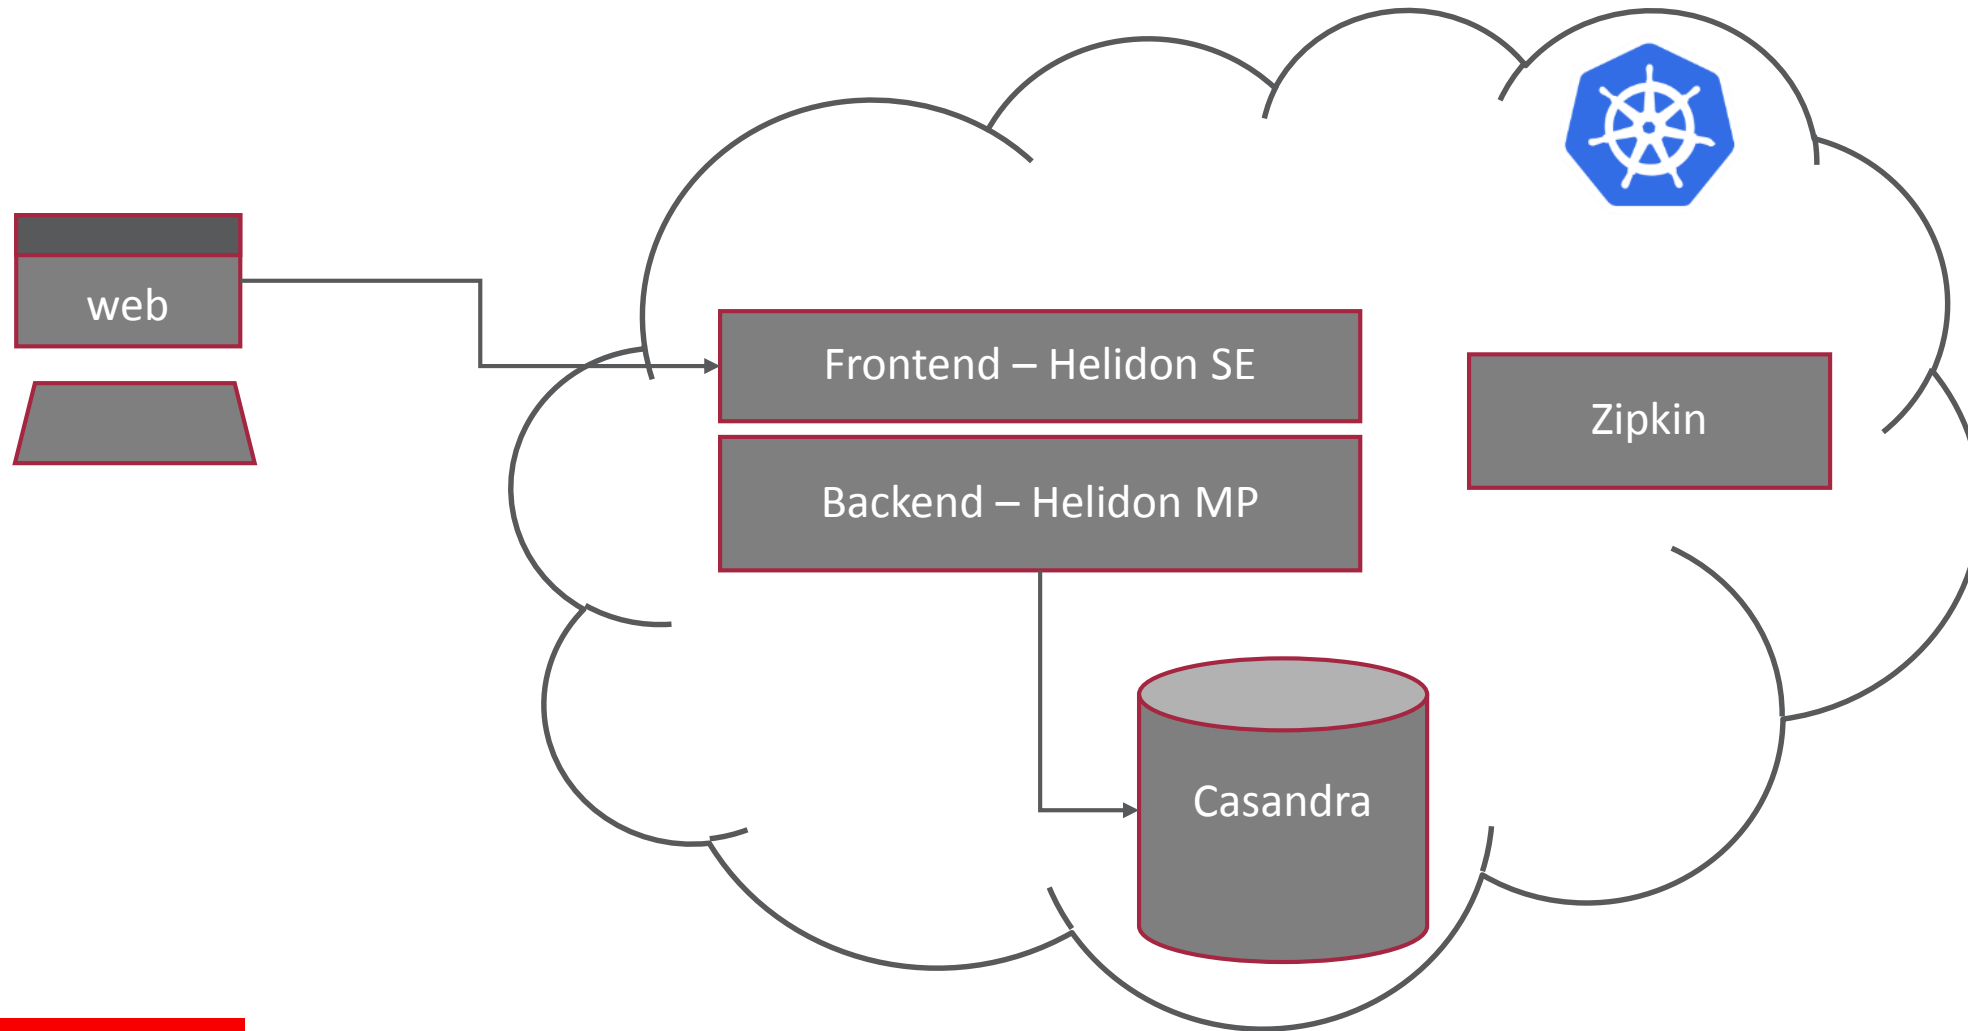 web
Frontend – Helidon SE
Zipkin
Backend – Helidon MP
Casandra